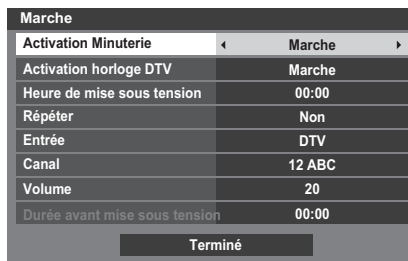 Marche
Activation Minuterie Marche
Activation horloge DTV Marche
Heure de mise sous tension 00:00
Répéter Non
Entrée DTV
Canal 12 ABC
Volume 20
Durée avant mise sous tension 00:00
Terminé